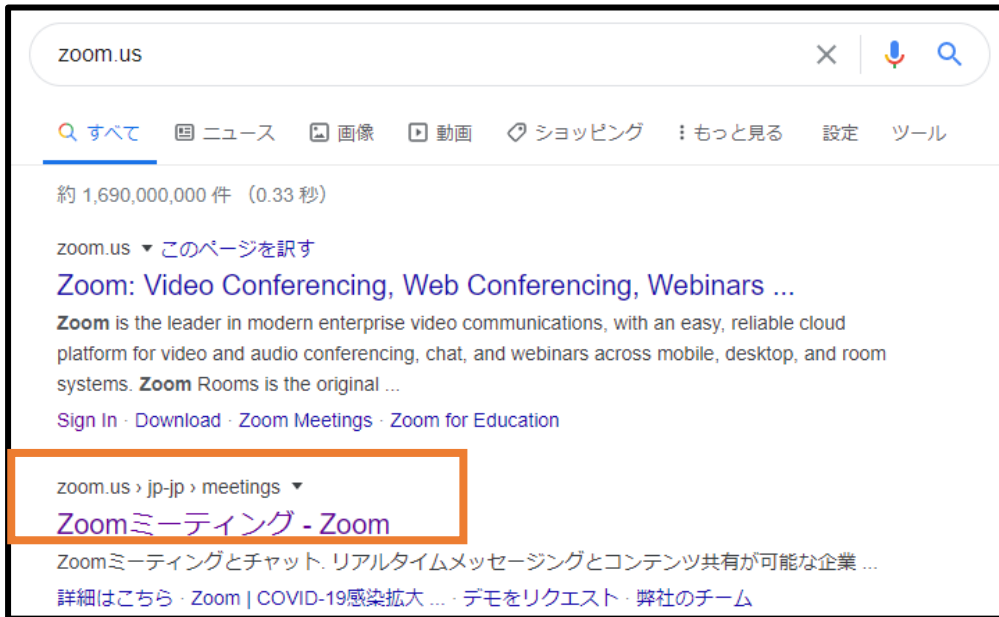 zoom.us
すべて ニュース 画像 動画 ショッピング もっと見る 設定 ツール
約 1,690,000,000 件 （0.33 秒）
zoom.us ▼ このページを訳す
Zoom: Video Conferencing, Web Conferencing, Webinars ...
Zoom is the leader in modern enterprise video communications, with an easy, reliable cloud
platform for video and audio conferencing, chat, and webinars across mobile, desktop, and room
systems. Zoom Rooms is the original ...
Sign In · Download · Zoom Meetings · Zoom for Education
zoom.us › jp-jp › meetings ▼
Zoomミーティング - Zoom
Zoomミーティングとチャット. リアルタイムメッセージングとコンテンツ共有が可能な企業 ...
詳細はこちら · Zoom | COVID-19感染拡大 ... · デモをリクエスト · 弊社のチーム